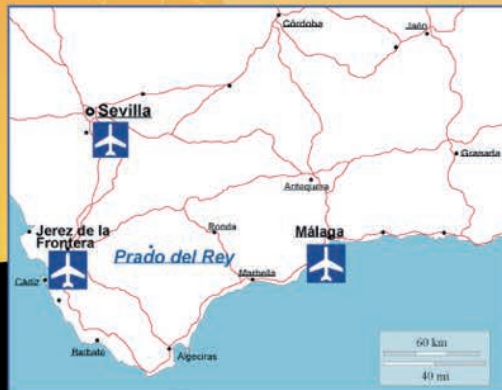 Córdoba
Jaén
Sevilla
Granada
Antequera
Jerez de la
Frontera
Ronda
Málaga
Prado del Rey
Cádiz
Marbella
Barbate
Algeciras
60 km
40 mi